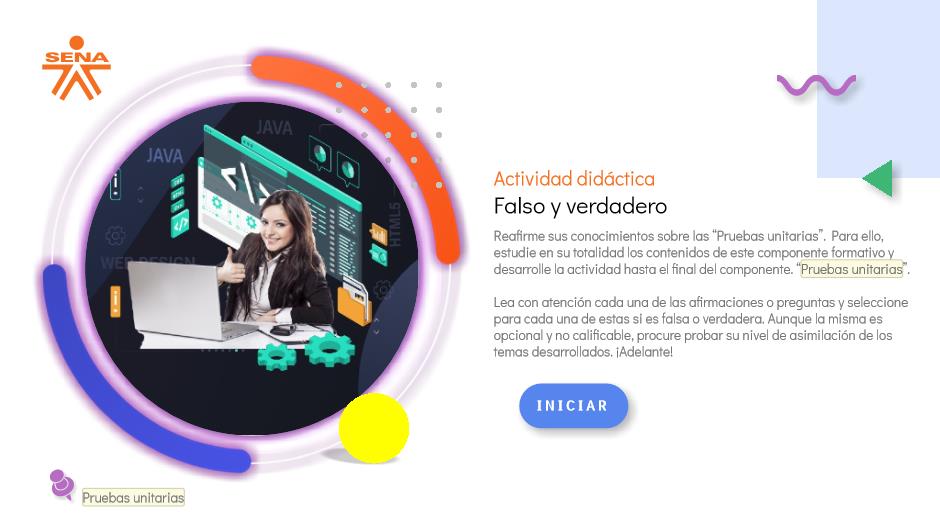 SENA
JAVA
JAVA
HTML5
WEB DESIGN
Actividad didáctica
Falso y verdadero
Reafirme sus conocimientos sobre las “Pruebas unitarias”. Para ello,
estudie en su totalidad los contenidos de este componente formativo y
desarrolle la actividad hasta el final del componente. “Pruebas unitarias”.
Lea con atención cada una de las afirmaciones o preguntas y seleccione
para cada una de estas si es falsa o verdadera. Aunque la misma es
opcional y no calificable, procure probar su nivel de asimilación de los
temas desarrollados. ¡Adelante!
INICIAR
Pruebas unitarias